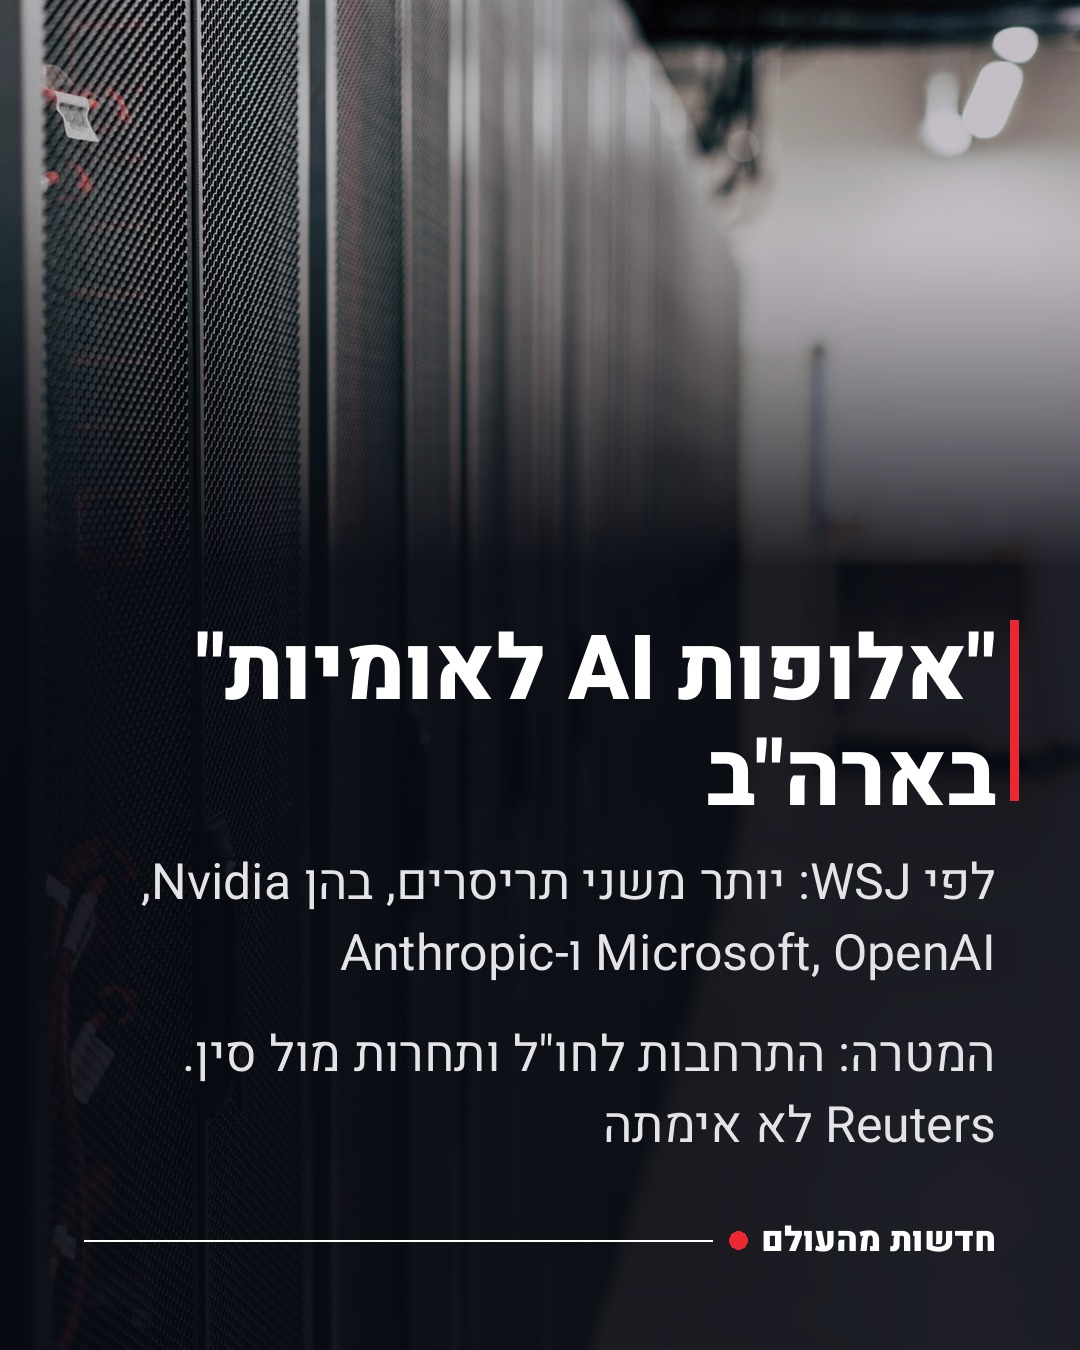 "אלופות AI לאומיות"
בארה"ב
לפי WSJ: יותר משני תריסרים, בהן Nvidia,
Microsoft, OpenAI ו-Anthropic
המטרה: התרחבות לחו"ל ותחרות מול סין.
Reuters לא אימתה
חדשות מהעולם